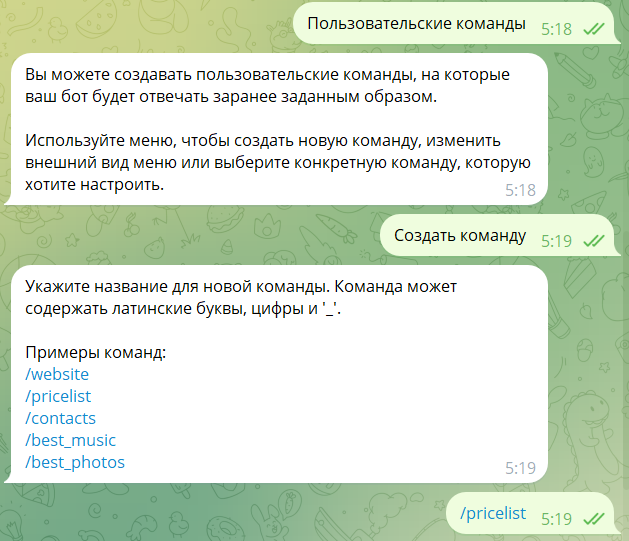 Пользовательские команды
5:18
Вы можете создавать пользовательские команды, на которые
ваш бот будет отвечать заранее заданным образом.
Используйте меню, чтобы создать новую команду, изменить
внешний вид меню или выберите конкретную команду, которую
хотите настроить.
5:18
Создать команду
5:19
Укажите название для новой команды. Команда может
содержать латинские буквы, цифры и '_'.
Примеры команд:
/website
/pricelist
/contacts
/best_music
/best_photos
5:19
/pricelist
5:19